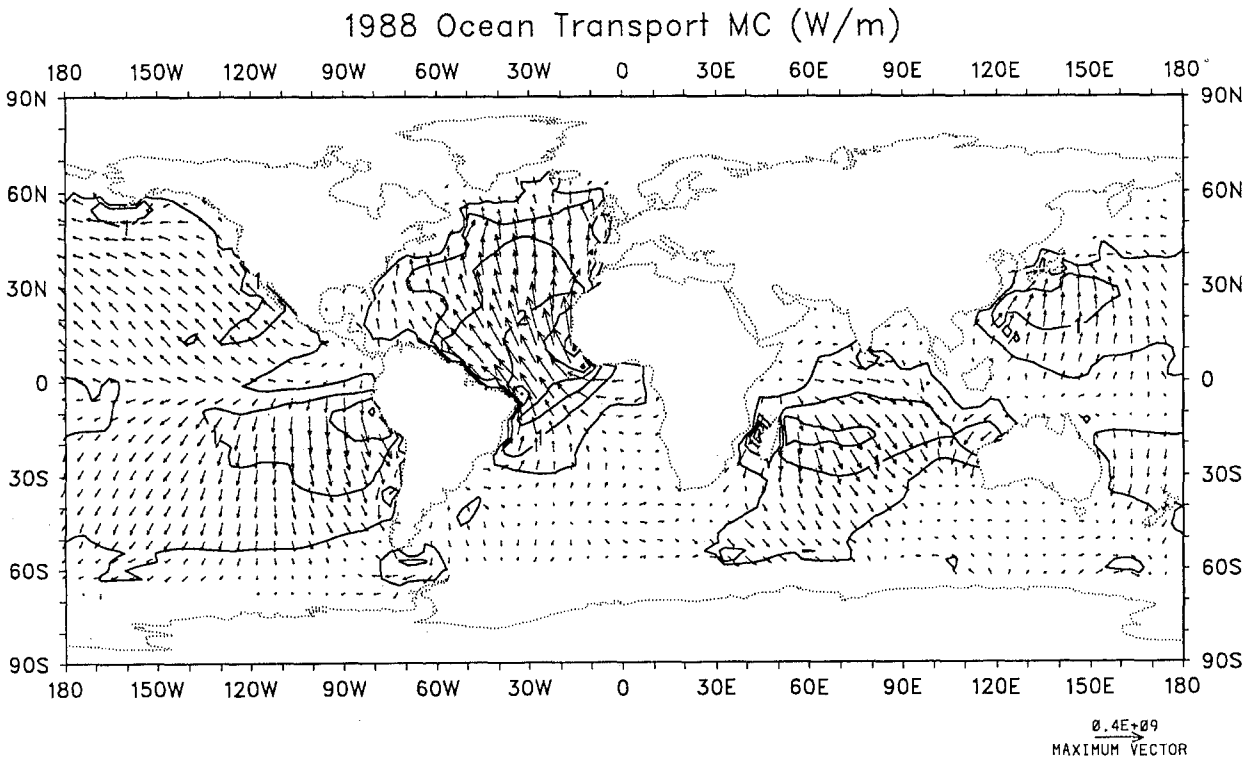 1988 Ocean Transport MC (W/m)
180 150W 120W 90W 60W 30W 0 30E 60E 90E 120E 150E 180°
90N 90N
60N 60N
30N 30N
0 0
30S 30S
60S 60S
90S 90S
180 150W 120W 90W 60W 30W 0 30E 60E 90E 120E 150E 180
0.4E+09
MAXIMUM VECTOR